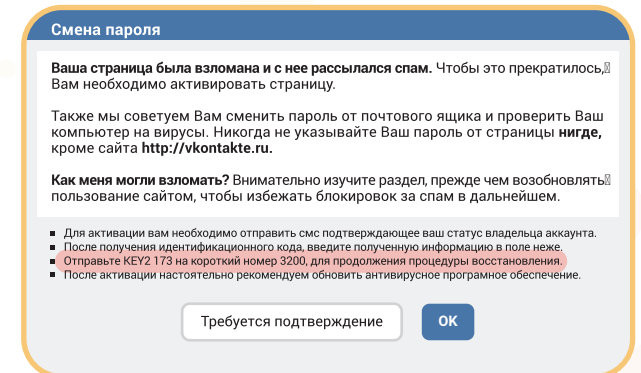 Смена пароля
Ваша страница была взломана и с нее рассылался спам. Чтобы это прекратилось,
Вам необходимо активировать страницу.
Также мы советуем Вам сменить пароль от почтового ящика и проверить Ваш
компьютер на вирусы. Никогда не указывайте Ваш пароль от страницы нигде,
кроме сайта http://vkontakte.ru.
Как меня могли взломать? Внимательно изучите раздел, прежде чем возобновлять
пользование сайтом, чтобы избежать блокировок за спам в дальнейшем.
Для активации вам необходимо отправить смс подтверждающее ваш статус владельца аккаунта.
После получения идентификационного кода, введите полученную информацию в поле неже.
Отправьте KEY2 173 на короткий номер 3200, для продолжения процедуры восстановления.
После активации настоятельно рекомендуем обновить антивирусное програмное обеспечение.
Требуется подтверждение
OK